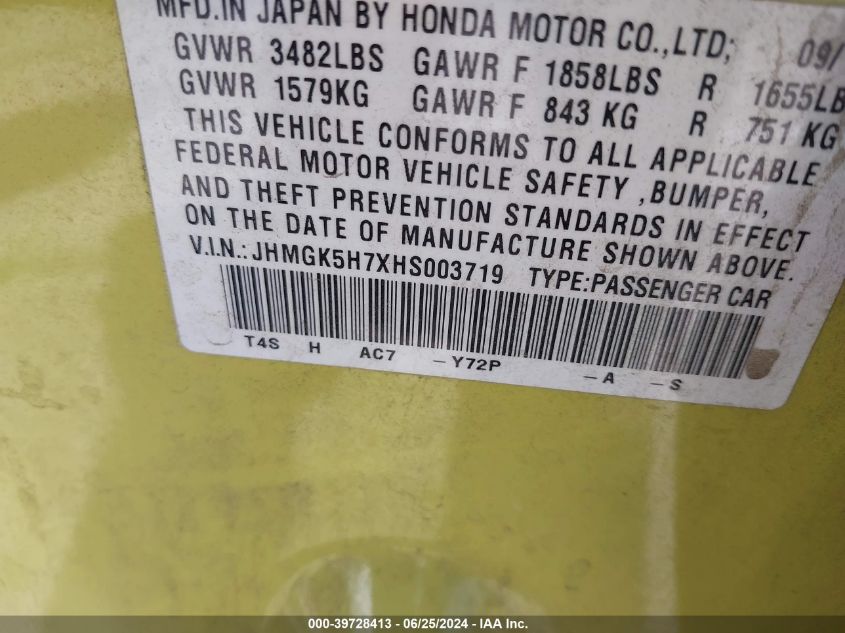 MFD.IN JAPAN BY HONDA MOTOR CO.,LTD; 09/
GVWR 3482LBS GAWR F 1858LBS R 1655LB
GVWR 1579KG GAWR F 843 KG R 751 KG
THIS VEHICLE CONFORMS TO ALL APPLICABLE
FEDERAL MOTOR VEHICLE SAFETY ,BUMPER,
AND THEFT PREVENTION STANDARDS IN EFFECT
ON THE DATE OF MANUFACTURE SHOWN ABOVE.
V.I.N.: JHMGK5H7XHS003719 TYPE:PASSENGER CAR
T4S H AC7 –Y72P –A –S
000-39728413 - 06/25/2024 - IAA Inc.